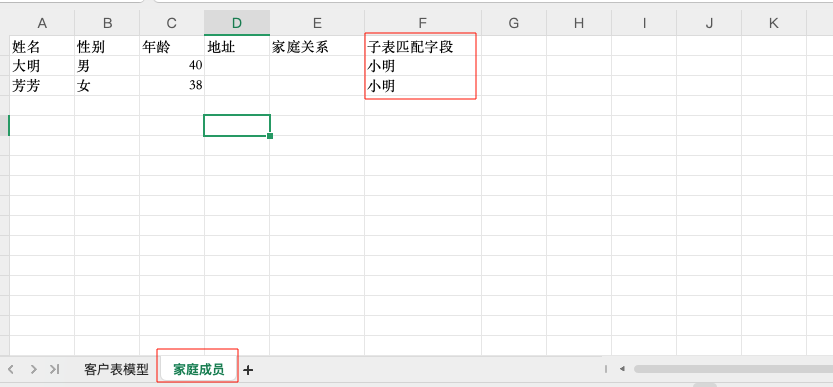 A B C D E F G H I J K
姓名 性别 年龄 地址 家庭关系 子表匹配字段
大明 男 40 小明
芳芳 女 38 小明
客户表模型 家庭成员 +